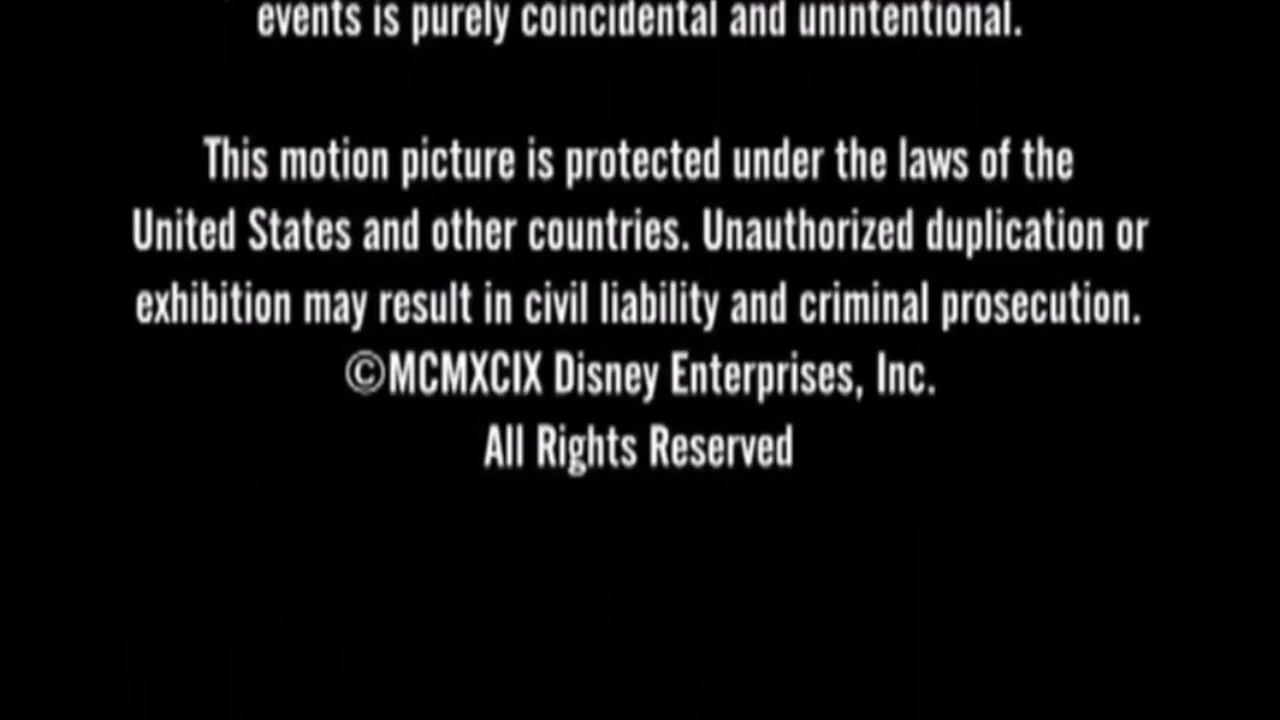 events is purely coincidental and unintentional.
This motion picture is protected under the laws of the
United States and other countries. Unauthorized duplication or
exhibition may result in civil liability and criminal prosecution.
©MCMXCIX Disney Enterprises, Inc.
All Rights Reserved